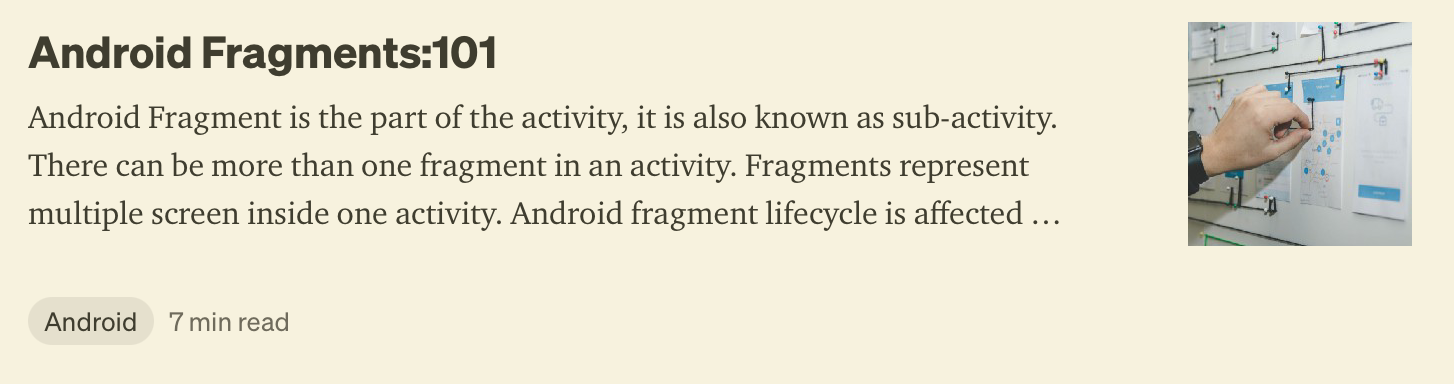 Android Fragments:101
Android Fragment is the part of the activity, it is also known as sub-activity.
There can be more than one fragment in an activity. Fragments represent
multiple screen inside one activity. Android fragment lifecycle is affected …
Android
7 min read